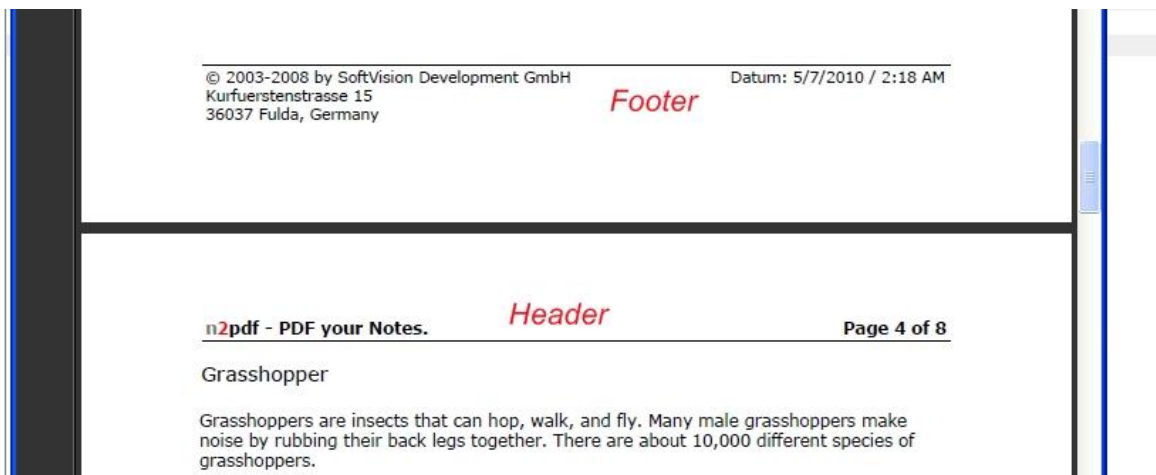 © 2003-2008 by SoftVision Development GmbH Datum: 5/7/2010 / 2:18 AM
Kurfuerstenstrasse 15
Footer
36037 Fulda, Germany
Header
n2pdf - PDF your Notes. Page 4 of 8
Grasshopper
Grasshoppers are insects that can hop, walk, and fly. Many male grasshoppers make
noise by rubbing their back legs together. There are about 10,000 different species of
grasshoppers.